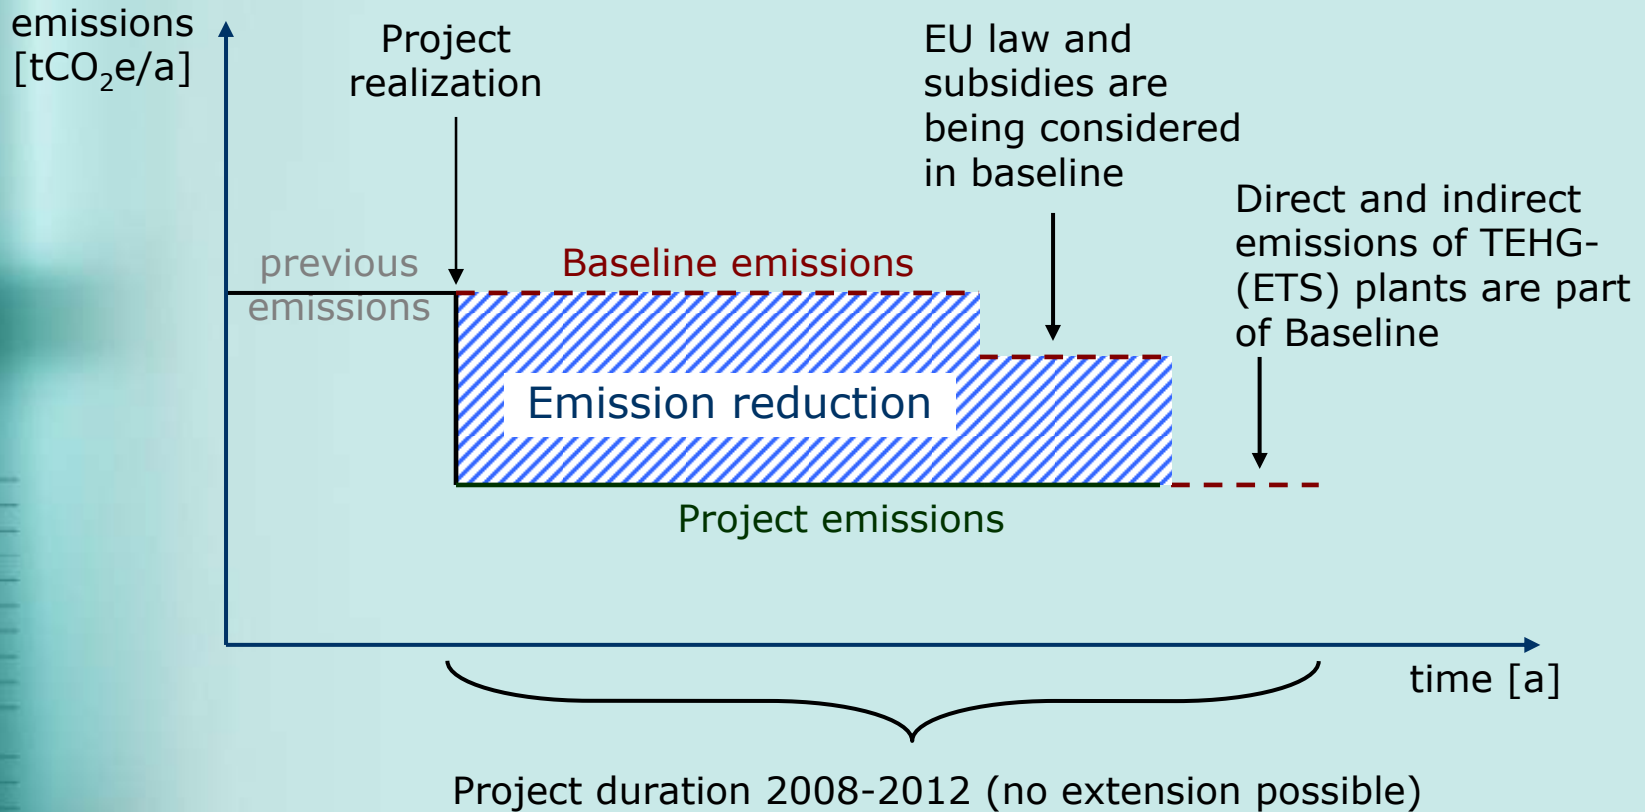 emissions
[tCO₂e/a]
Project
realization
EU law and
subsidies are
being considered
in baseline
Direct and indirect
emissions of TEHG-
(ETS) plants are part
of Baseline
previous
emissions
Baseline emissions
Emission reduction
Project emissions
time [a]
Project duration 2008-2012 (no extension possible)